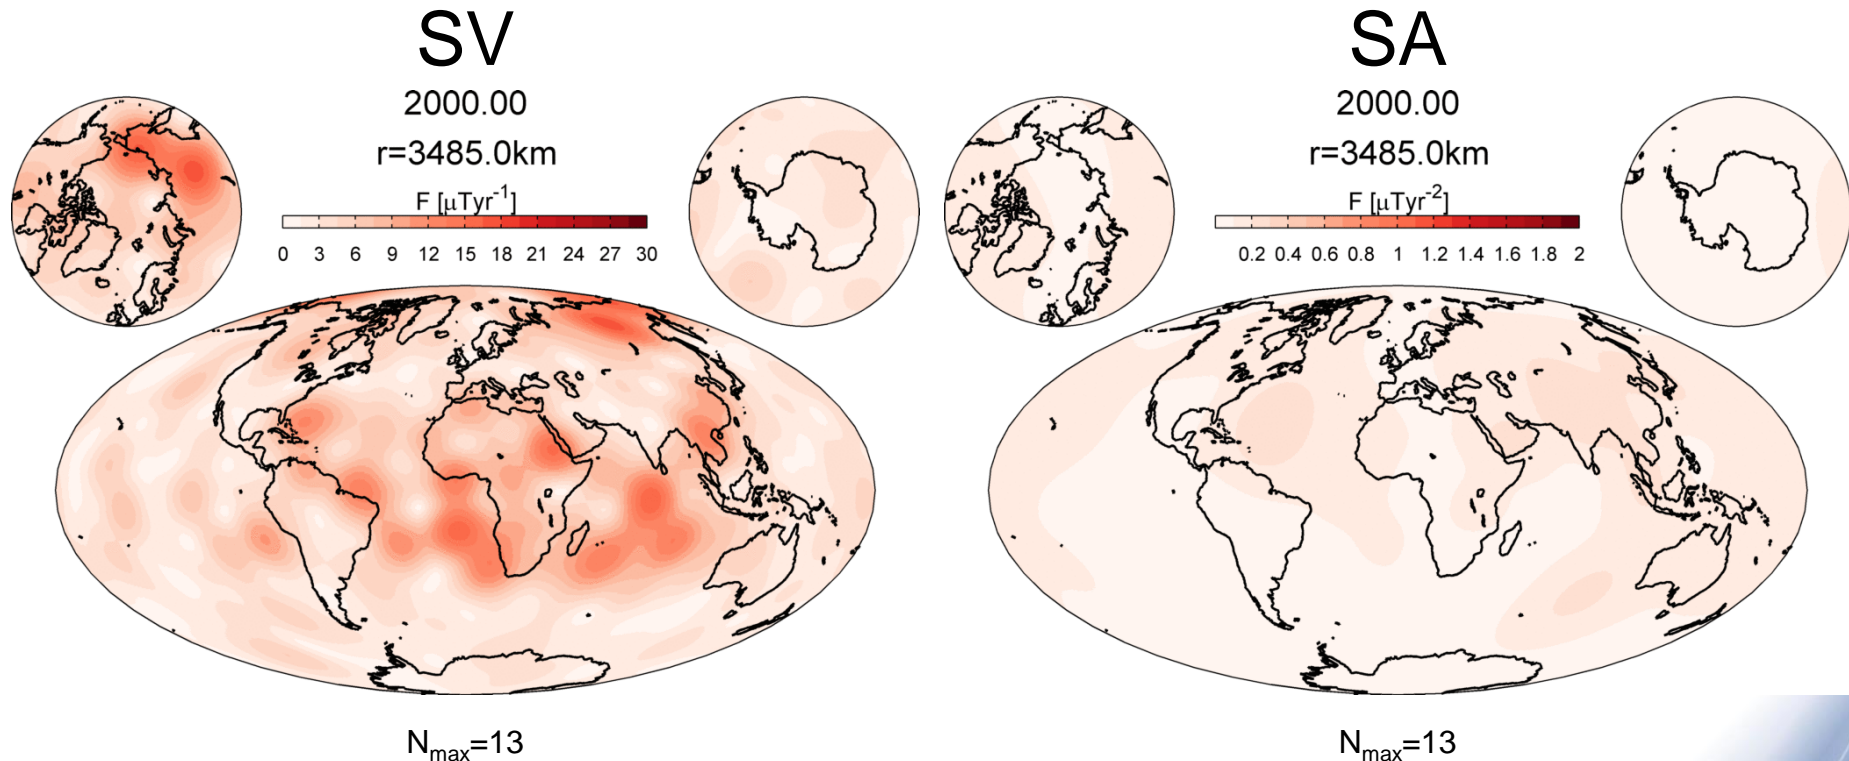 SV
2000.00
r=3485.0km
F [μTyr⁻¹]
0 3 6 9 12 15 18 21 24 27 30
N_max=13
SA
2000.00
r=3485.0km
F [μTyr⁻²]
0.2 0.4 0.6 0.8 1 1.2 1.4 1.6 1.8 2
N_max=13